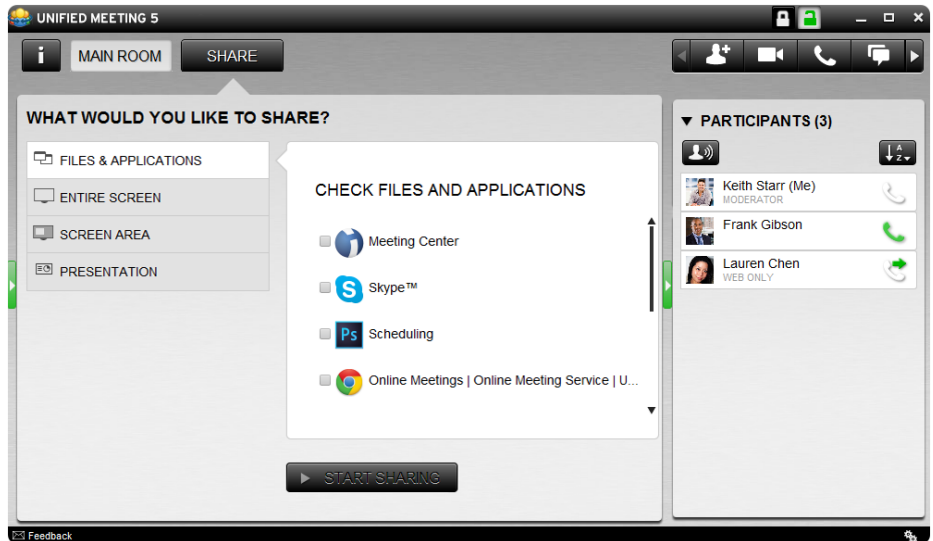 UNIFIED MEETING 5
i
MAIN ROOM
SHARE
WHAT WOULD YOU LIKE TO SHARE?
FILES & APPLICATIONS
ENTIRE SCREEN
SCREEN AREA
PRESENTATION
CHECK FILES AND APPLICATIONS
Meeting Center
Skype™
Ps Scheduling
Online Meetings | Online Meeting Service | U...
START SHARING
PARTICIPANTS (3)
A
Z
Keith Starr (Me)
MODERATOR
Frank Gibson
Lauren Chen
WEB ONLY
Feedback